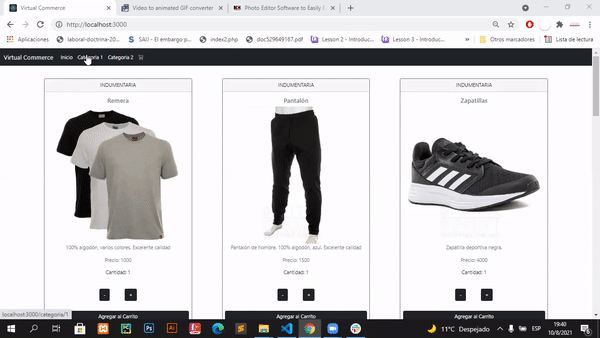 Virtual Commerce
Video to animated GIF converter
Photo Editor Software to Easily I
http://localhost:3000
Aplicaciones
laboral-doctrina-20...
SAIJ - El embargo p...
index2.php
doc529649167.pdf
Lesson 2 - Introduc...
Lesson 3 - Introduc...
Otros marcadores
Lista de lectura
Virtual Commerce Inicio Categoria 1 Categoria 2
INDUMENTARIA
Remera
100% algodón, varios colores. Excelente calidad
Precio: 1000
Cantidad: 1
- +
Agregar al Carrito
INDUMENTARIA
Pantalón
Pantalón de hombre, 100% algodón, azul. Excelente calidad
Precio: 1500
Cantidad: 1
- +
Agregar al Carrito
INDUMENTARIA
Zapatillas
Zapatilla deportiva negra.
Precio: 4000
Cantidad: 1
- +
Agregar al Carrito
localhost:3000/categoria/1
11°C Despejado
ESP
19:40
10/8/2021